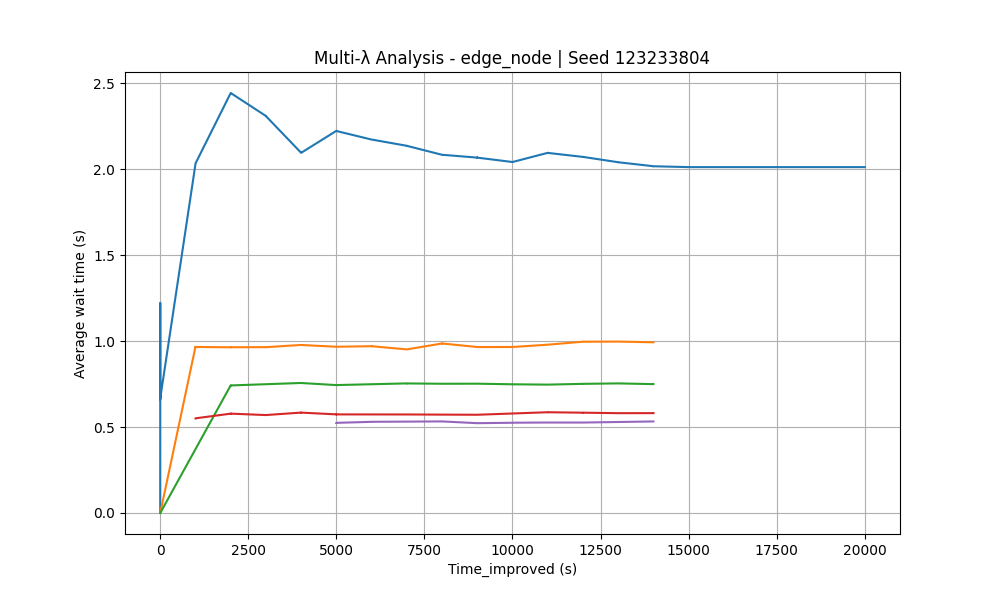 Multi-λ Analysis - edge_node | Seed 123233804
Average wait time (s)
2.5
2.0
1.5
1.0
0.5
0.0
0 2500 5000 7500 10000 12500 15000 17500 20000
Time_improved (s)